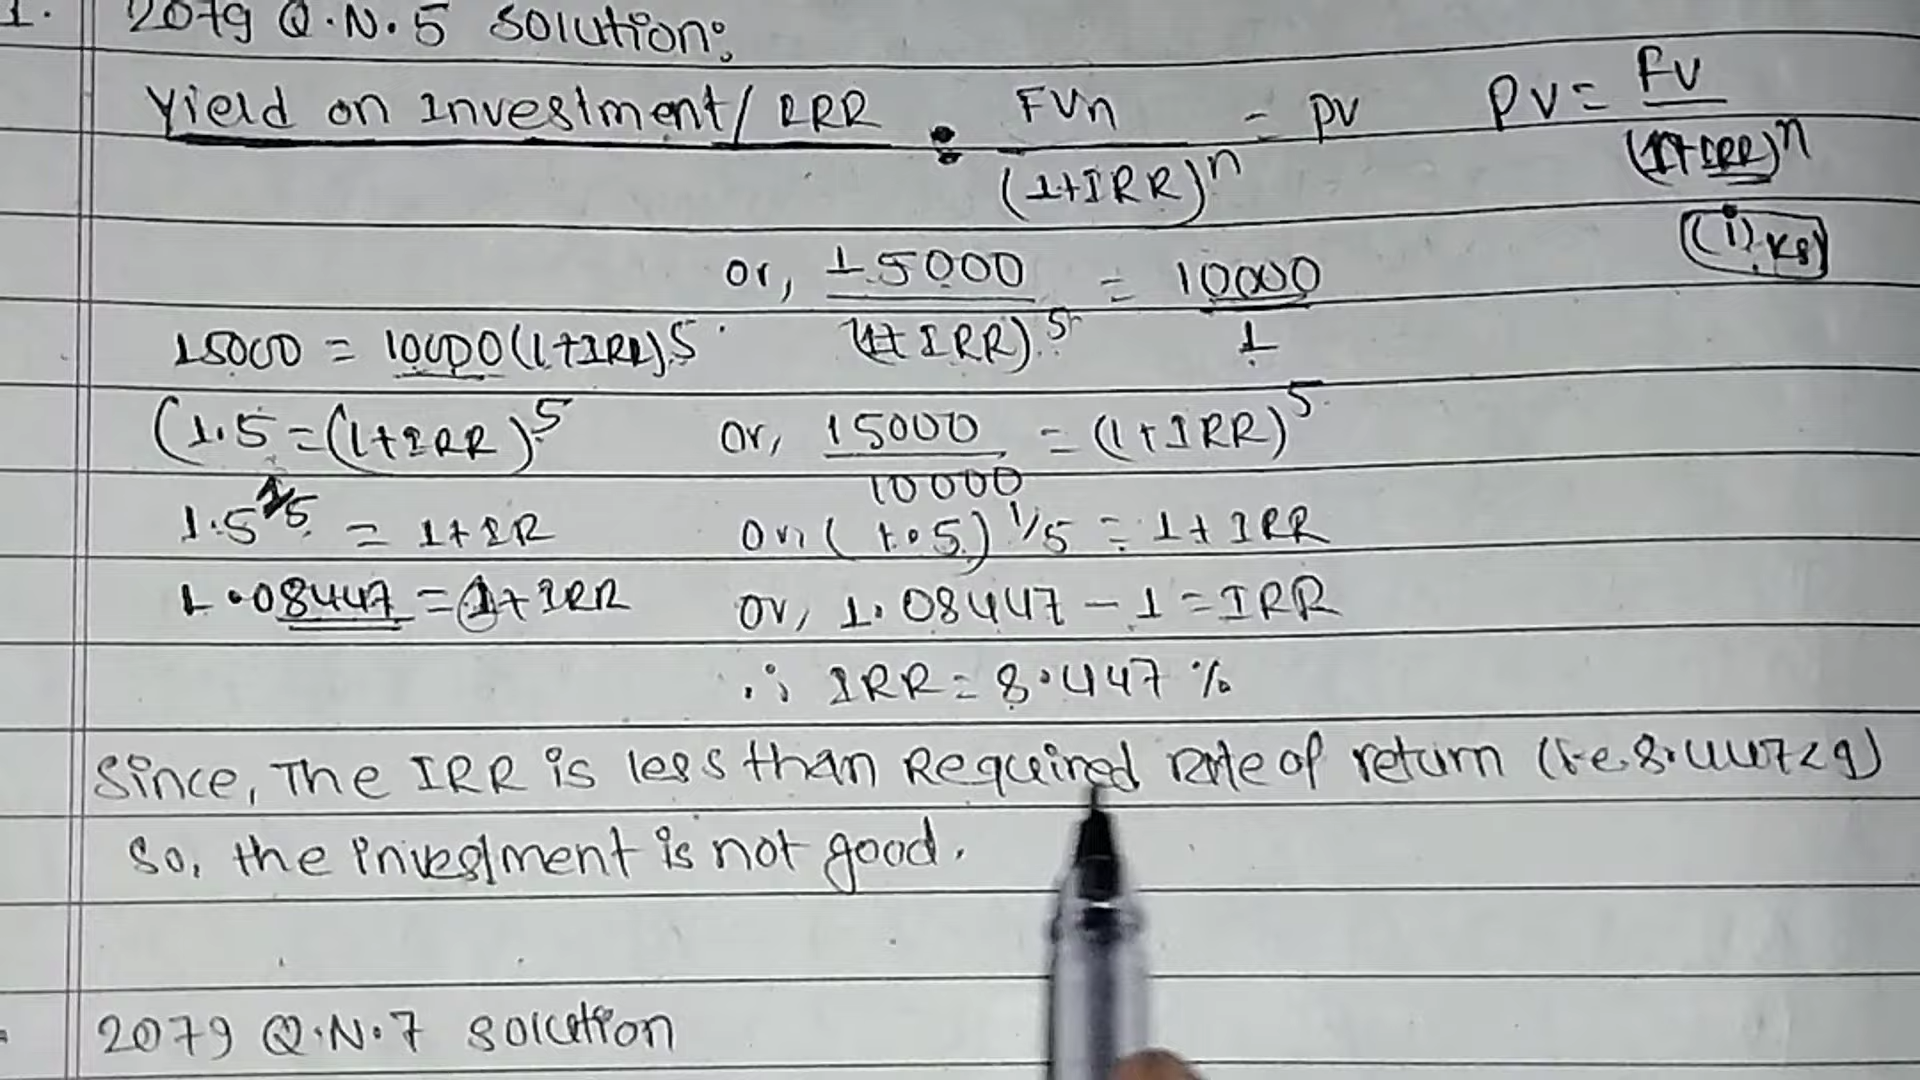 1. 2079 Q.N.5 Solution:
Yield on Investment/ IRR : FVn / (1+IRR)^n = PV PV = FV / (1+IRR)^n
(i)
or, 15000 / (1+IRR)^5 = 10000 / 1
15000 = 10000(1+IRR)^5
(1.5 = (1+IRR)^5 or, 15000 / 10000 = (1+IRR)^5
1.5^1/5 = 1+IR or, (1.5)^1/5 = 1+IRR
1.08447 = 1+IRR or, 1.08447 - 1 = IRR
∴ IRR = 8.447 %
Since, The IRR is less than Required rate of return (i.e. 8.447<9)
So, the investment is not good.
2079 Q.N.7 Solution